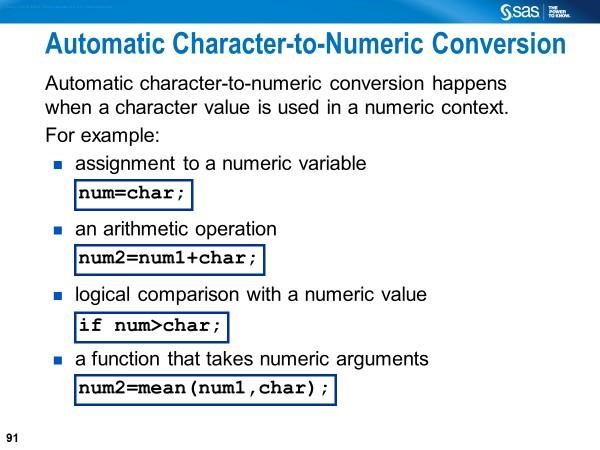 sas THE POWER TO KNOW.
Automatic Character-to-Numeric Conversion
Automatic character-to-numeric conversion happens
when a character value is used in a numeric context.
For example:
assignment to a numeric variable
num=char;
an arithmetic operation
num2=num1+char;
logical comparison with a numeric value
if num>char;
a function that takes numeric arguments
num2=mean(num1,char);
91